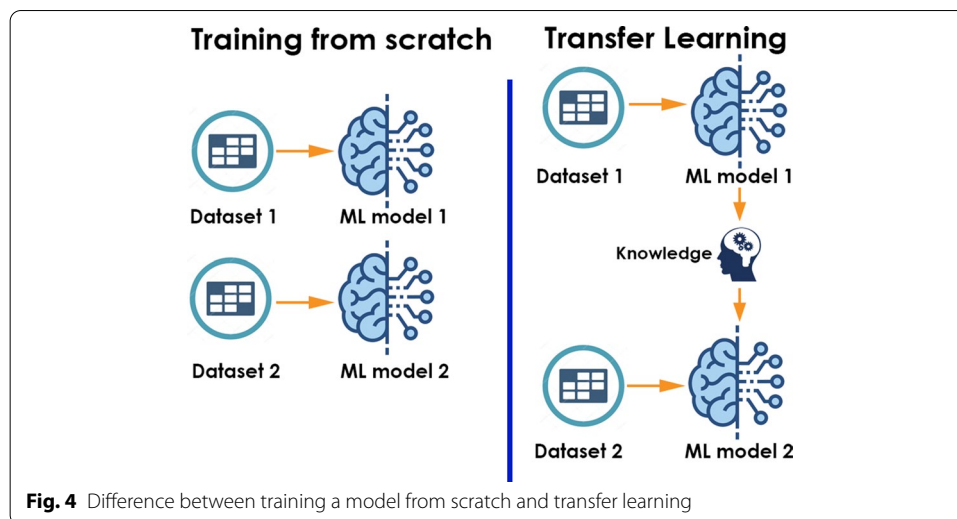 Training from scratch
Dataset 1
ML model 1
Dataset 2
ML model 2
Transfer Learning
Dataset 1
ML model 1
Knowledge
Dataset 2
ML model 2
Fig. 4 Difference between training a model from scratch and transfer learning